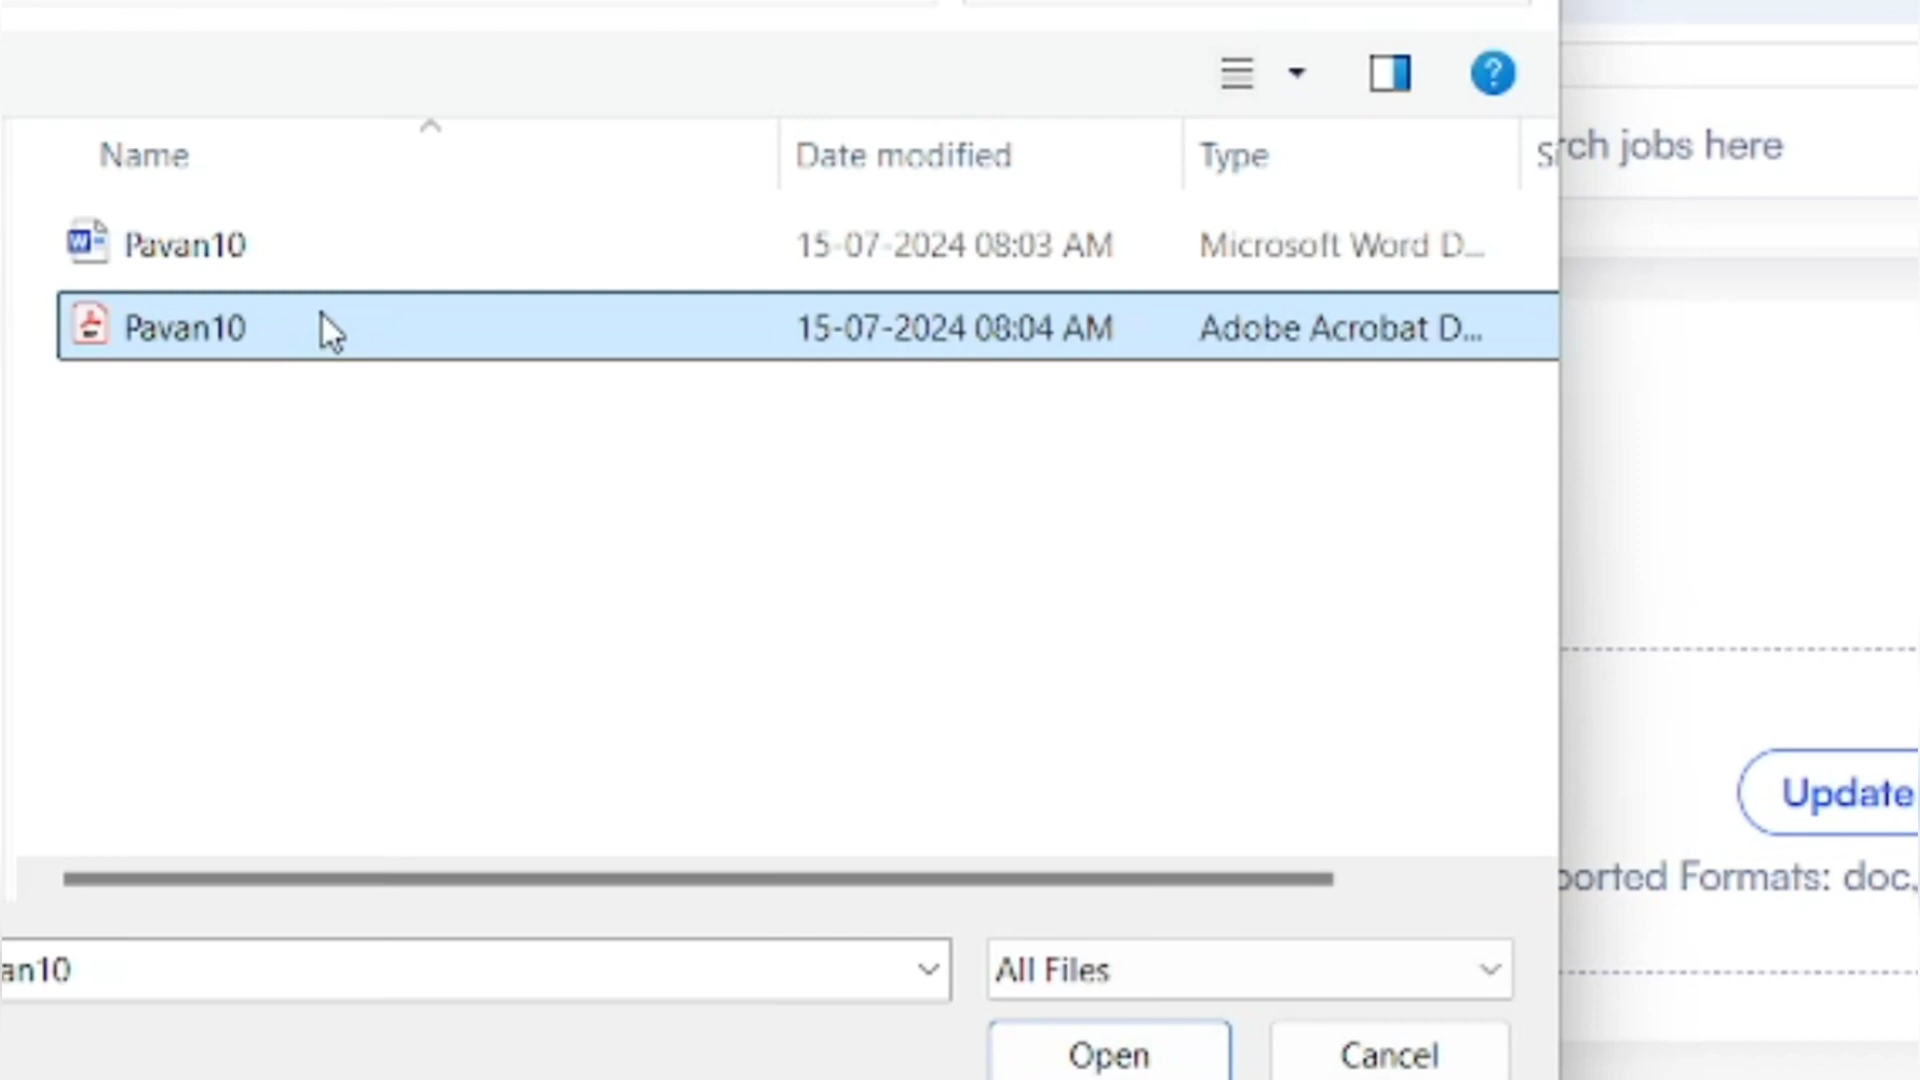 Name Date modified Type
rch jobs here
Pavan10 15-07-2024 08:03 AM Microsoft Word D...
Pavan10 15-07-2024 08:04 AM Adobe Acrobat D...
Update
ported Formats: doc,
an10 All Files
Open Cancel